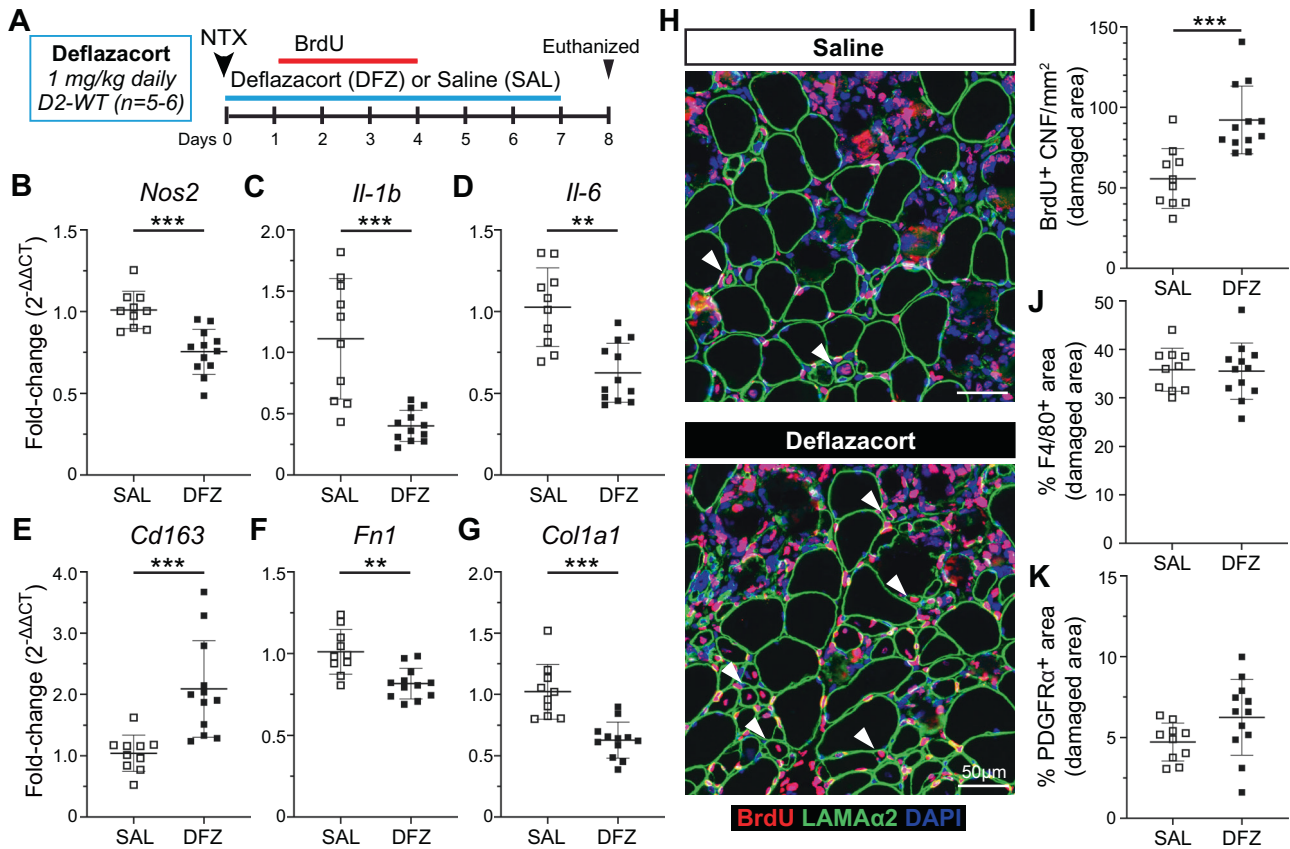 A
Deflazacort
1 mg/kg daily
D2-WT (n=5-6)
NTX
BrdU
Euthanized
Deflazacort (DFZ) or Saline (SAL)
Days 0 1 2 3 4 5 6 7 8
B
Nos2
***
Fold-change (2^-ΔΔCT)
1.5
1.0
0.5
0
SAL DFZ
C
Il-1b
***
2.0
1.5
1.0
0.5
0
SAL DFZ
D
Il-6
**
1.5
1.0
0.5
0
SAL DFZ
E
Cd163
***
Fold-change (2^-ΔΔCT)
4.0
3.0
2.0
1.0
0
SAL DFZ
F
Fn1
**
1.5
1.0
0.5
0
SAL DFZ
G
Col1a1
***
2.0
1.5
1.0
0.5
0
SAL DFZ
H
Saline
Deflazacort
50μm
BrdU LAMAα2 DAPI
I
***
BrdU+ CNF/mm²
(damaged area)
150
100
50
0
SAL DFZ
J
% F4/80+ area
(damaged area)
50
40
30
20
10
0
SAL DFZ
K
% PDGFRα+ area
(damaged area)
15
10
5
0
SAL DFZ